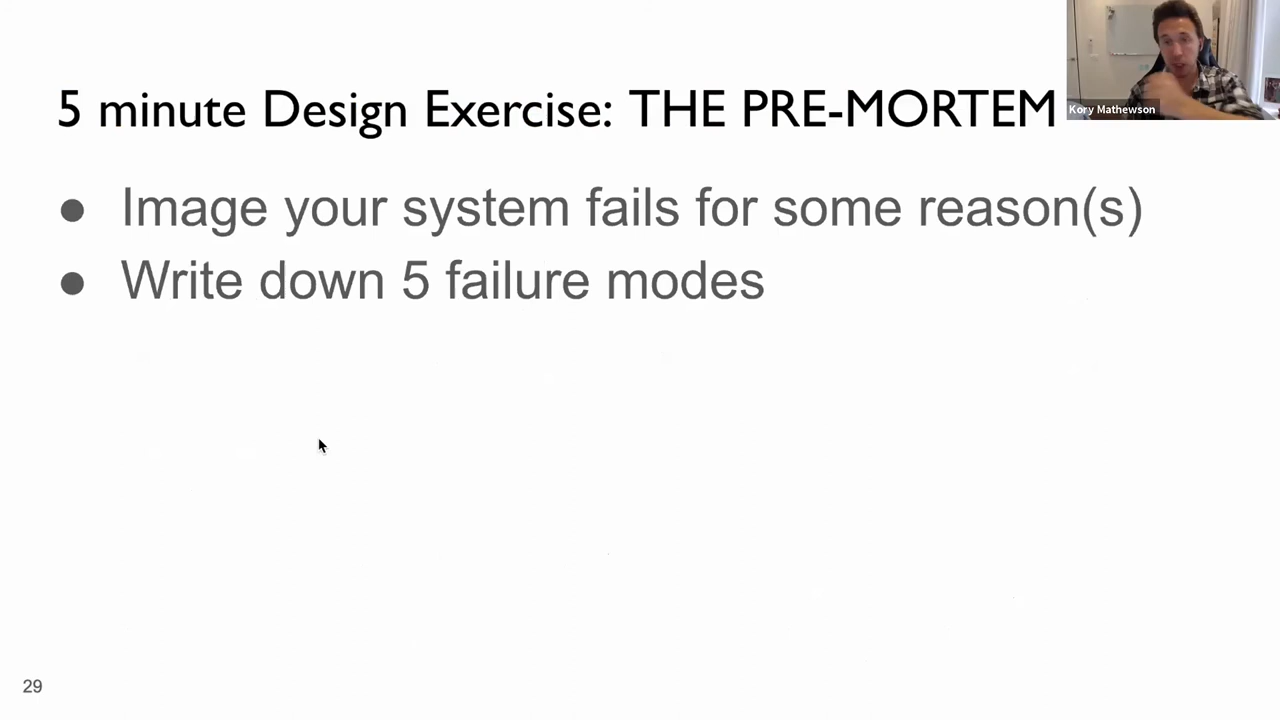 5 minute Design Exercise: THE PRE-MORTEM
Kory Mathewson
● Image your system fails for some reason(s)
● Write down 5 failure modes
29